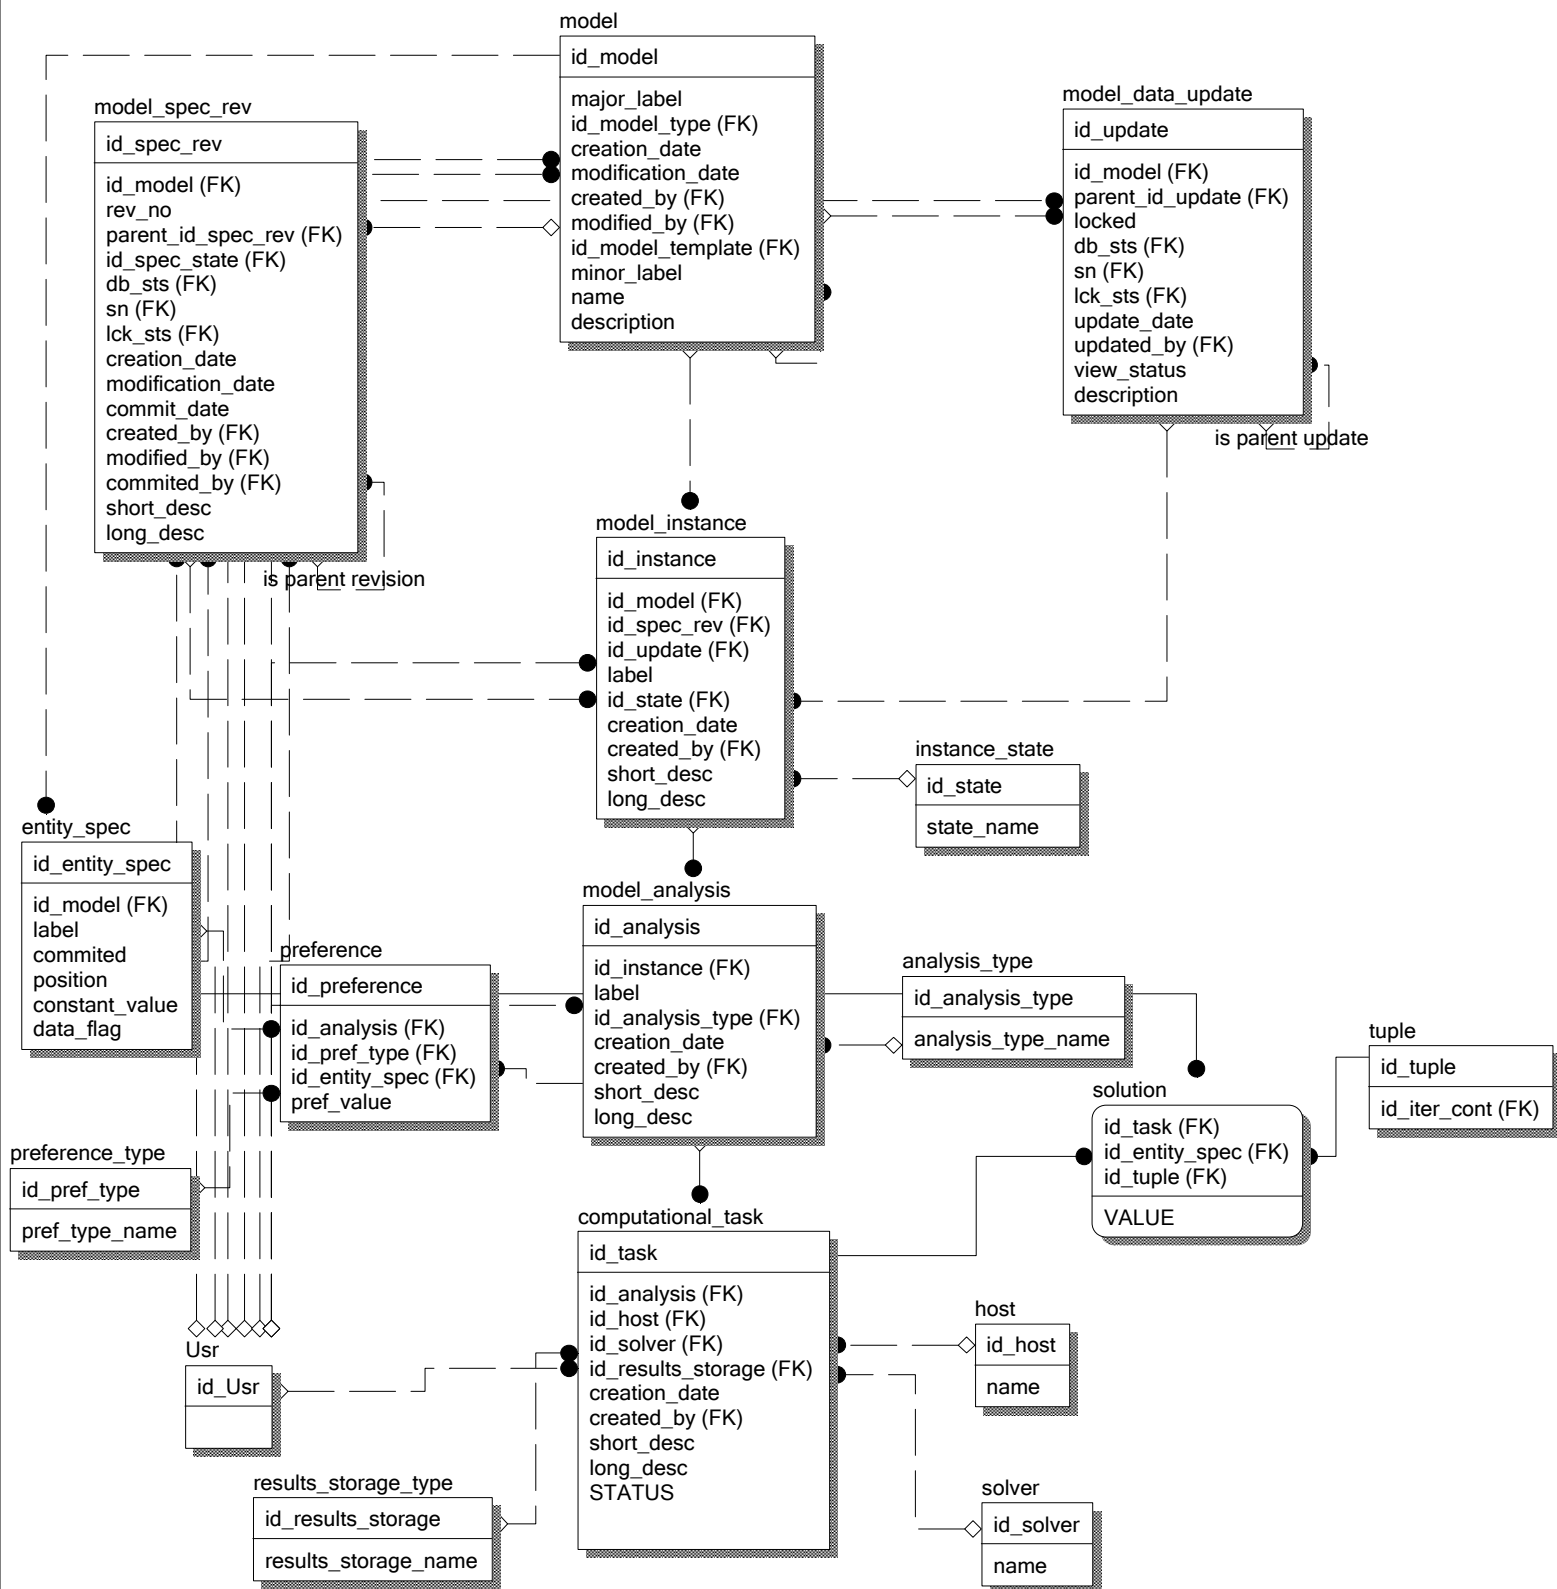 model
id_model
major_label
id_model_type (FK)
creation_date
modification_date
created_by (FK)
modified_by (FK)
id_model_template (FK)
minor_label
name
description
model_spec_rev
id_spec_rev
id_model (FK)
rev_no
parent_id_spec_rev (FK)
id_spec_state (FK)
db_sts (FK)
sn (FK)
lck_sts (FK)
creation_date
modification_date
commit_date
created_by (FK)
modified_by (FK)
commited_by (FK)
short_desc
long_desc
is parent revision
model_data_update
id_update
id_model (FK)
parent_id_update (FK)
locked
db_sts (FK)
sn (FK)
lck_sts (FK)
update_date
updated_by (FK)
view_status
description
is parent update
model_instance
id_instance
id_model (FK)
id_spec_rev (FK)
id_update (FK)
label
id_state (FK)
creation_date
created_by (FK)
short_desc
long_desc
instance_state
id_state
state_name
entity_spec
id_entity_spec
id_model (FK)
label
commited
position
constant_value
data_flag
preference
id_preference
id_analysis (FK)
id_pref_type (FK)
id_entity_spec (FK)
pref_value
model_analysis
id_analysis
id_instance (FK)
label
id_analysis_type (FK)
creation_date
created_by (FK)
short_desc
long_desc
analysis_type
id_analysis_type
analysis_type_name
tuple
id_tuple
id_iter_cont (FK)
solution
id_task (FK)
id_entity_spec (FK)
id_tuple (FK)
VALUE
preference_type
id_pref_type
pref_type_name
computational_task
id_task
id_analysis (FK)
id_host (FK)
id_solver (FK)
id_results_storage (FK)
creation_date
created_by (FK)
short_desc
long_desc
STATUS
host
id_host
name
Usr
id_Usr
results_storage_type
id_results_storage
results_storage_name
solver
id_solver
name